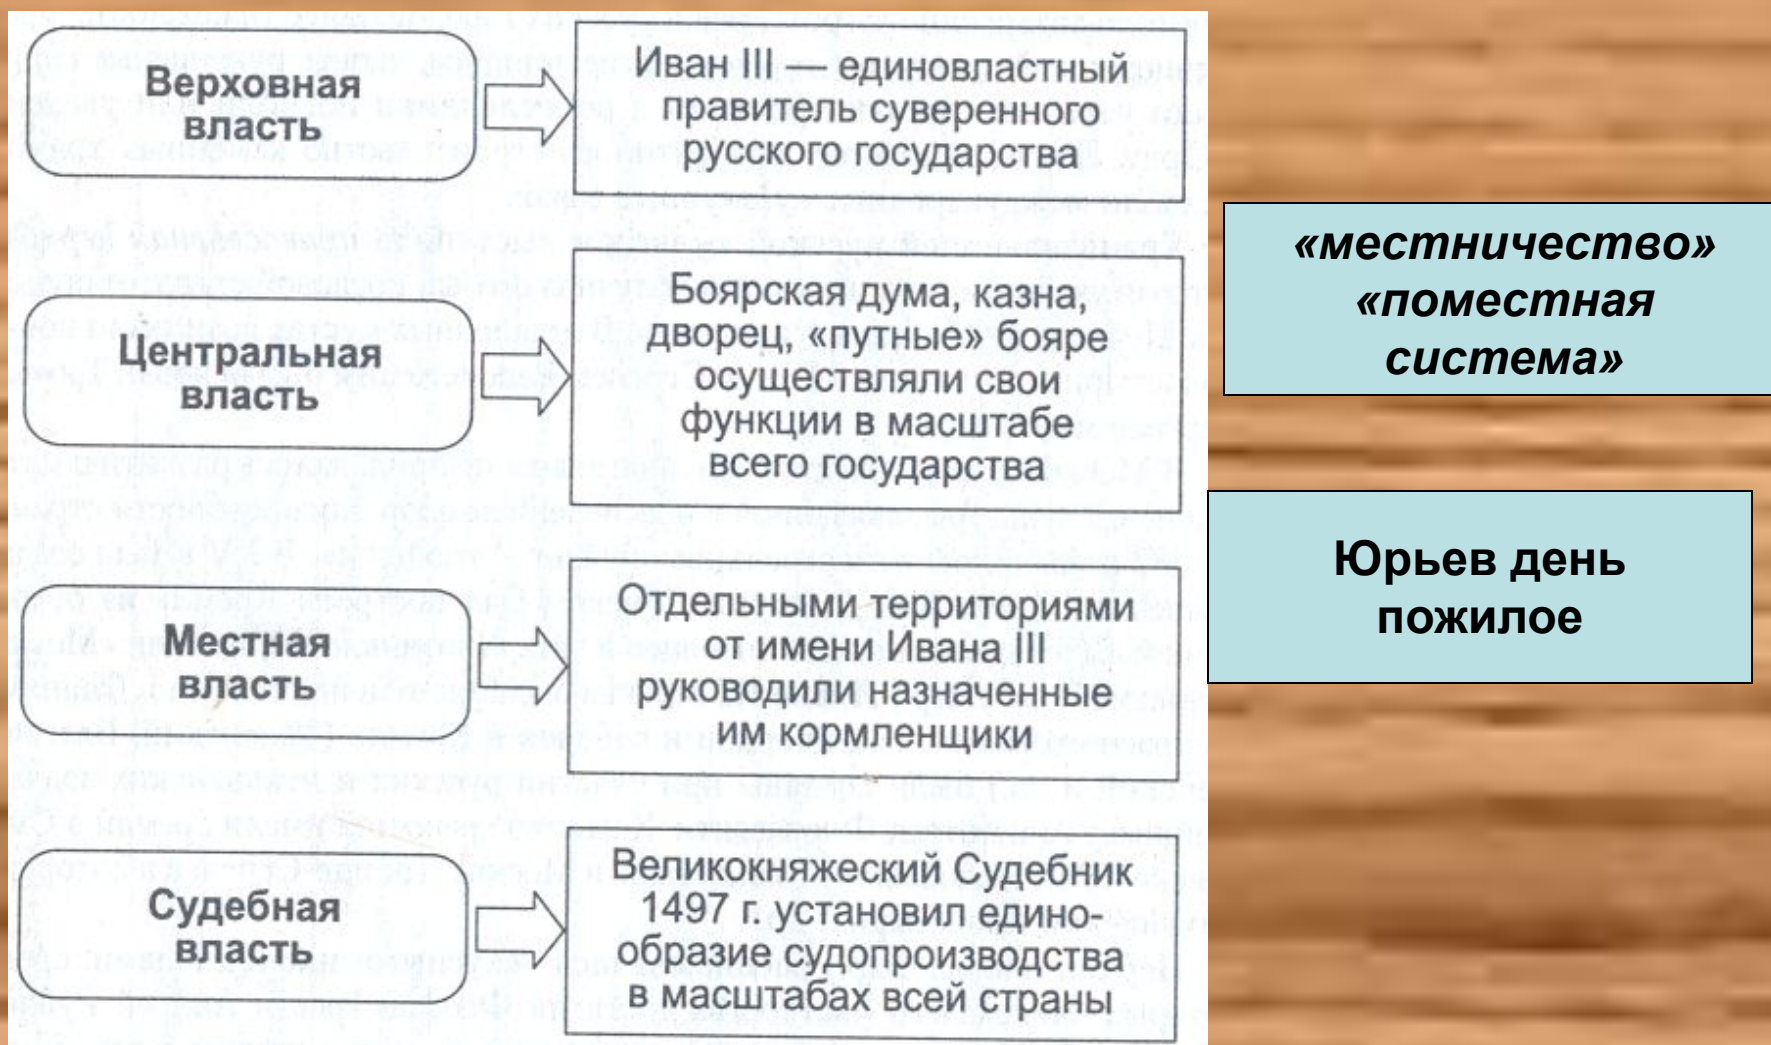 Верховная
власть
Иван III — единовластный
правитель суверенного
русского государства
Центральная
власть
Боярская дума, казна,
дворец, «путные» бояре
осуществляли свои
функции в масштабе
всего государства
Местная
власть
Отдельными территориями
от имени Ивана III
руководили назначенные
им кормленщики
Судебная
власть
Великокняжеский Судебник
1497 г. установил едино-
образие судопроизводства
в масштабах всей страны
«местничество»
«поместная
система»
Юрьев день
пожилое